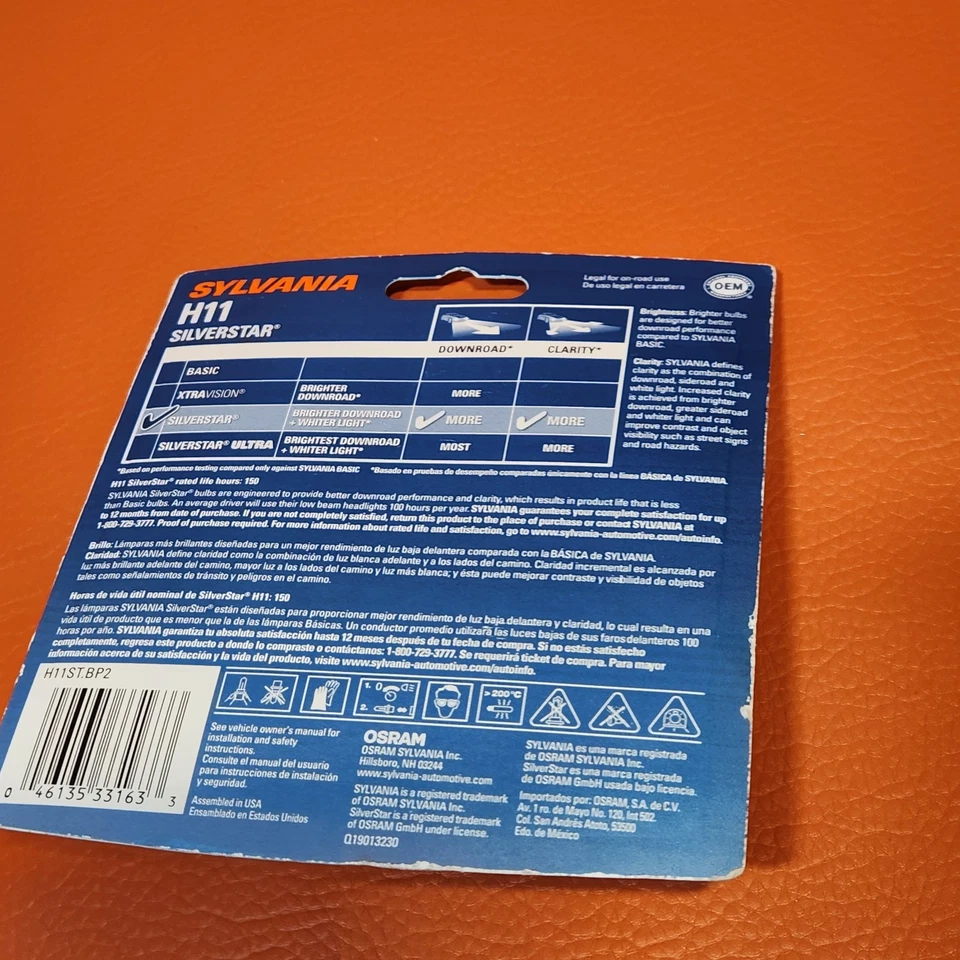 SYLVANIA
H11
SILVERSTAR®
Legal for on-road use
De uso legal en carretera
OEM
DOWNROAD* CLARITY*
BASIC
XTRAVISION® BRIGHTER DOWNROAD* MORE
SILVERSTAR® BRIGHTER DOWNROAD + WHITER LIGHT* MORE MORE
SILVERSTAR® ULTRA BRIGHTEST DOWNROAD + WHITER LIGHT* MOST MORE
Brightness: Brighter bulbs
are designed for better
downroad performance
compared to SYLVANIA
BASIC.
Clarity: SYLVANIA defines
clarity as the combination of
downroad, sideroad and
white light. Increased clarity
is achieved from brighter
downroad, greater sideroad
and whiter light and can
improve contrast and object
visibility such as street signs
and road hazards.
*Based on performance testing compared only against SYLVANIA BASIC *Basado en pruebas de desempeño comparadas únicamente con la línea BÁSICA de SYLVANIA.
H11 SilverStar® rated life hours: 150
SYLVANIA SilverStar® bulbs are engineered to provide better downroad performance and clarity, which results in product life that is less
than Basic bulbs. An average driver will use their low beam headlights 100 hours per year. SYLVANIA guarantees your complete satisfaction for up
to 12 months from date of purchase. If you are not completely satisfied, return this product to the place of purchase or contact SYLVANIA at
1-800-729-3777. Proof of purchase required. For more information about rated life and satisfaction, go to www.sylvania-automotive.com/autoinfo.
Brillo: Lámparas más brillantes diseñadas para un mejor rendimiento de luz baja delantera comparada con la BÁSICA de SYLVANIA.
Claridad: SYLVANIA define claridad como la combinación de luz blanca adelante y a los lados del camino. Claridad incremental es alcanzada por
luz más brillante adelante del camino, mayor luz a los lados del camino y luz más blanca; y ésta puede mejorar contraste y visibilidad de objetos
tales como señalamientos de tránsito y peligros en el camino.
Horas de vida útil nominal de SilverStar® H11: 150
Las lámparas SYLVANIA SilverStar® están diseñadas para proporcionar mejor rendimiento de luz baja delantera y claridad, lo cual resulta en una
vida útil de producto que es menor que la de las lámparas Básicas. Un conductor promedio utilizará las luces bajas de sus faros delanteros 100
horas por año. SYLVANIA garantiza tu absoluta satisfacción hasta 12 meses después de tu fecha de compra. Si no estás satisfecho
completamente, regresa este producto a donde lo compraste o contáctanos: 1-800-729-3777. Se requerirá ticket de compra. Para mayor
información acerca de su satisfacción y la vida del producto, visite www.sylvania-automotive.com/autoinfo.
H11ST.BP2
0 46135 33163 3
1. 0
2.
>200°C
See vehicle owner's manual for
installation and safety
instructions.
Consulte el manual del usuario
para instrucciones de instalación
y seguridad.
Assembled in USA
Ensamblado en Estados Unidos
OSRAM
OSRAM SYLVANIA Inc.
Hillsboro, NH 03244
www.sylvania-automotive.com
SYLVANIA is a registered trademark
of OSRAM SYLVANIA Inc.
SilverStar is a registered trademark
of OSRAM GmbH under license.
Q19013230
SYLVANIA es una marca registrada
de OSRAM SYLVANIA Inc.
SilverStar es una marca registrada
de OSRAM GmbH usada bajo licencia.
Importados por: OSRAM, S.A. de C.V.
Av. 1 ro. de Mayo No. 120, Int 502
Col. San Andrés Atoto, 53500
Edo. de México